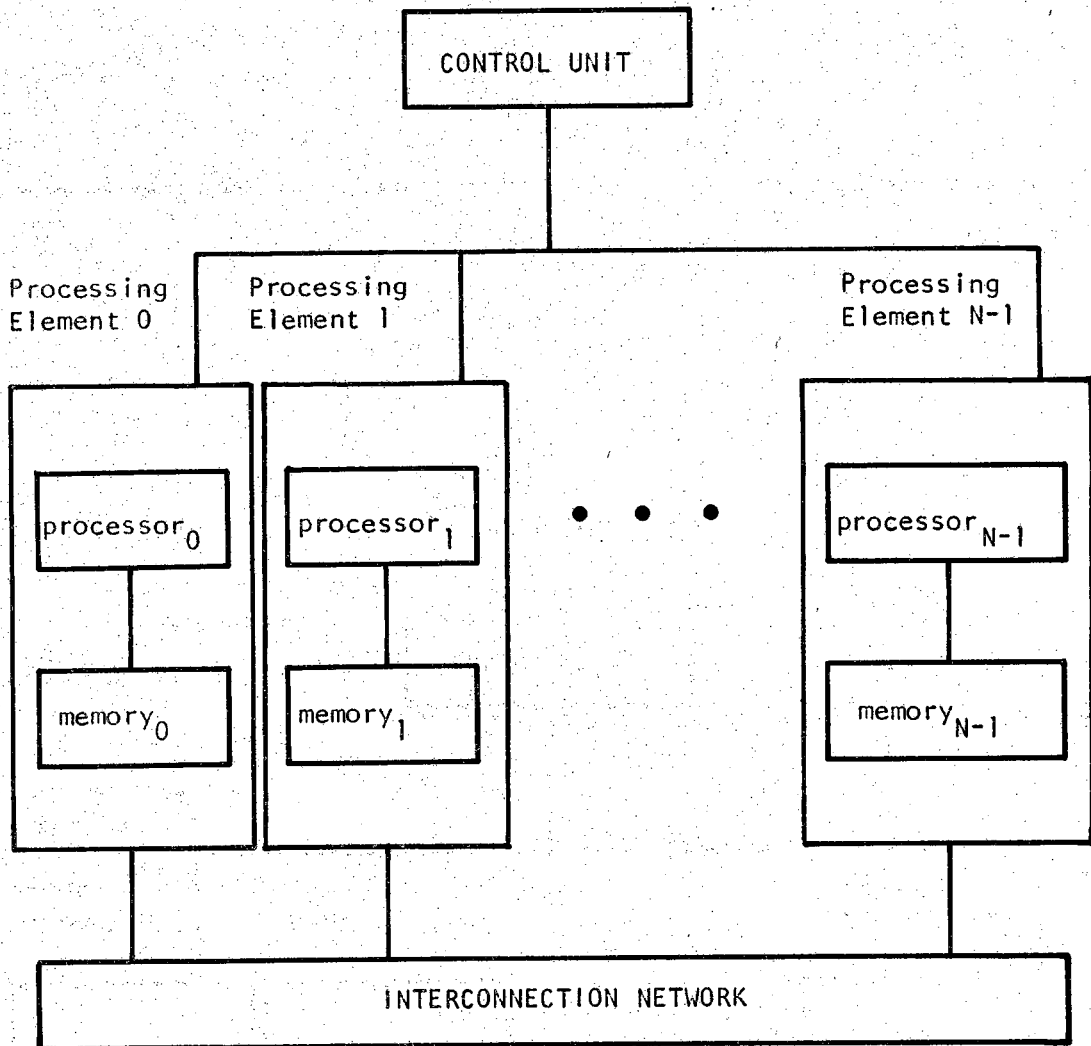 CONTROL UNIT
Processing
Element 0
Processing
Element 1
Processing
Element N-1
processor0
processor1
processorN-1
memory0
memory1
memoryN-1
INTERCONNECTION NETWORK